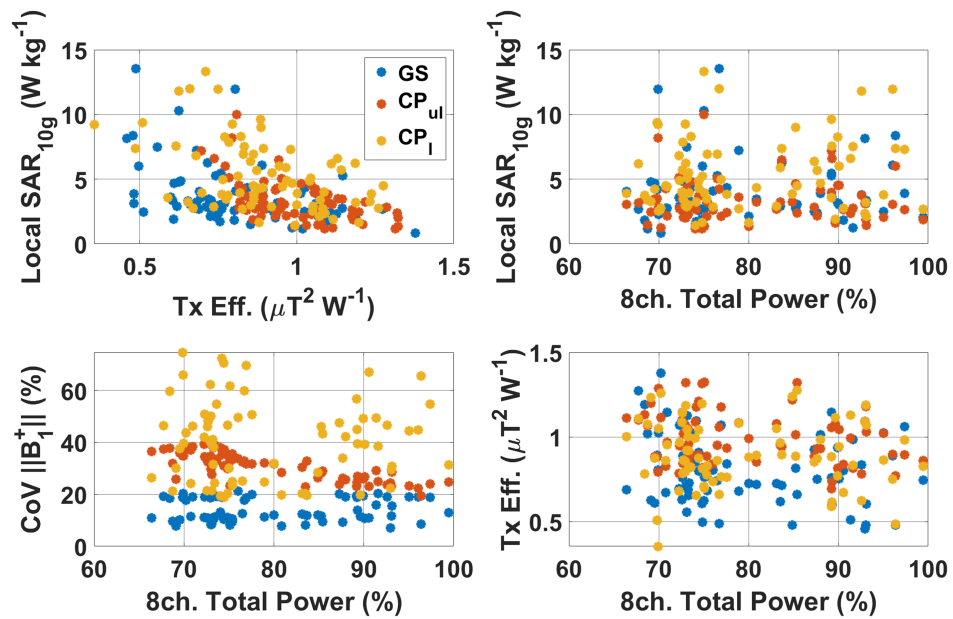 Local SAR10g (W kg-1)
15
10
5
0
0.5 1 1.5
Tx Eff. (μT2 W-1)
GS
CPul
CPl
Local SAR10g (W kg-1)
15
10
5
0
60 70 80 90 100
8ch. Total Power (%)
CoV ||B1+|| (%)
60
40
20
0
60 70 80 90 100
8ch. Total Power (%)
Tx Eff. (μT2 W-1)
1.5
1
0.5
60 70 80 90 100
8ch. Total Power (%)